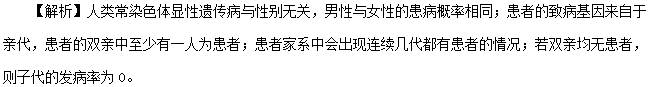 【解析】人类常染色体显性遗传病与性别无关，男性与女性的患病概率相同；患者的致病基因来自于
亲代，患者的双亲中至少有一人为患者；患者家系中会出现连续几代都有患者的情况；若双亲均无患者，
则子代的发病率为 0。